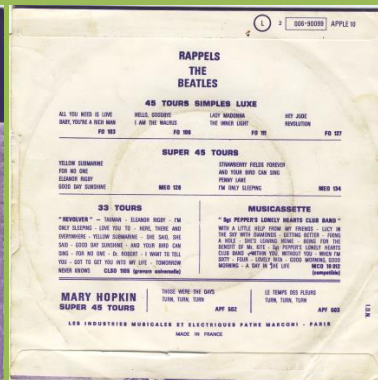 L 2 006-90099 APPLE 10
RAPPELS
THE
BEATLES
45 TOURS SIMPLES LUXE
ALL YOU NEED IS LOVE
BABY, YOU'RE A RICH MAN
FO 103
HELLO, GOODBYE
I AM THE WALRUS
FO 106
LADY MADONNA
THE INNER LIGHT
FO 111
HEY JUDE
REVOLUTION
FO 127
SUPER 45 TOURS
YELLOW SUBMARINE
FOR NO ONE
ELEANOR RIGBY
GOOD DAY SUNSHINE MEO 126
STRAWBERRY FIELDS FOREVER
AND YOUR BIRD CAN SING
PENNY LANE
I'M ONLY SLEEPING MEO 134
33 TOURS
"REVOLVER" - TAXMAN - ELEANOR RIGBY - I'M
ONLY SLEEPING - LOVE YOU TO - HERE, THERE AND
EVERYWHERE - YELLOW SUBMARINE - SHE SAID, SHE
SAID - GOOD DAY SUNSHINE - AND YOUR BIRD CAN
SING - FOR NO ONE - Dr. ROBERT - I WANT TO TELL
YOU - GOT TO GET YOU INTO MY LIFE - TOMORROW
NEVER KNOWS CLSO (gravure universelle)
MUSICASSETTE
"Sgt PEPPER'S LONELY HEARTS CLUB BAND"
WITH A LITTLE HELP FROM MY FRIENDS - LUCY IN
THE SKY WITH DIAMONDS - GETTING BETTER - FIXING
A HOLE - SHE'S LEAVING HOME - BEING FOR THE
BENEFIT OF Mr. KITE - Sgt PEPPER'S LONELY HEARTS
CLUB BAND - WITHIN YOU, WITHOUT YOU - WHEN I'M
SIXTY - FOUR - LOVELY RITA - GOOD MORNING, GOOD
MORNING - A DAY IN THE LIFE MCO
(compatible)
MARY HOPKIN
SUPER 45 TOURS
THOSE WERE THE DAYS
TURN, TURN, TURN
APF 502
LE TEMPS DES FLEURS
TURN, TURN, TURN
APF 503
LES INDUSTRIES MUSICALES ET ELECTRIQUES PATHE MARCONI - PARIS
MADE IN FRANCE